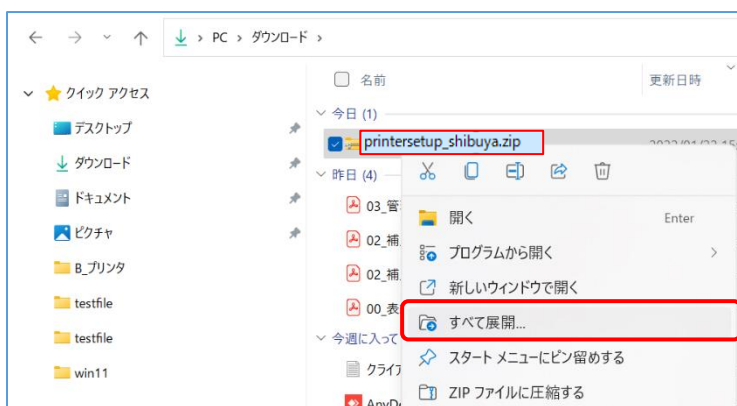 PC › ダウンロード ›
名前 更新日時
クイック アクセス
デスクトップ
ダウンロード
ドキュメント
ピクチャ
B_プリンタ
testfile
testfile
win11
今日 (1)
printersetup_shibuya.zip
昨日 (4)
03_管
02_補
02_補
00_表
今週に入って
クライア
AnyDe
開く Enter
プログラムから開く
新しいウィンドウで開く
すべて展開...
スタート メニューにピン留めする
ZIP ファイルに圧縮する